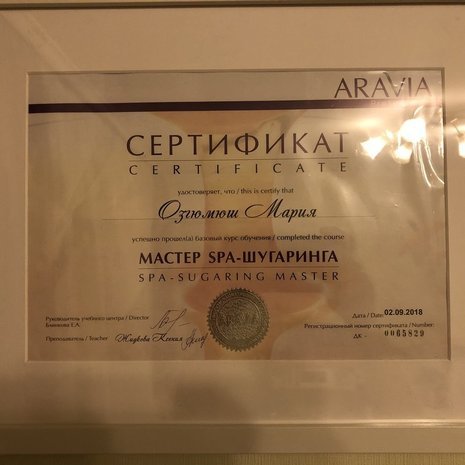 ARAVIA
СЕРТИФИКАТ
CERTIFICATE
удостоверяет, что / this is certify that
Озгюмюш Мария
успешно прошел(а) базовый курс обучения / completed the course
МАСТЕР SPA-ШУГАРИНГА
SPA-SUGARING MASTER
Руководитель учебного центра / Director
Блинкова Е.А.
Преподаватель / Teacher Жидкова Ксения
Дата / Date: 02.09.2018
Регистрационный номер сертификата / Number:
ДК - 0065829